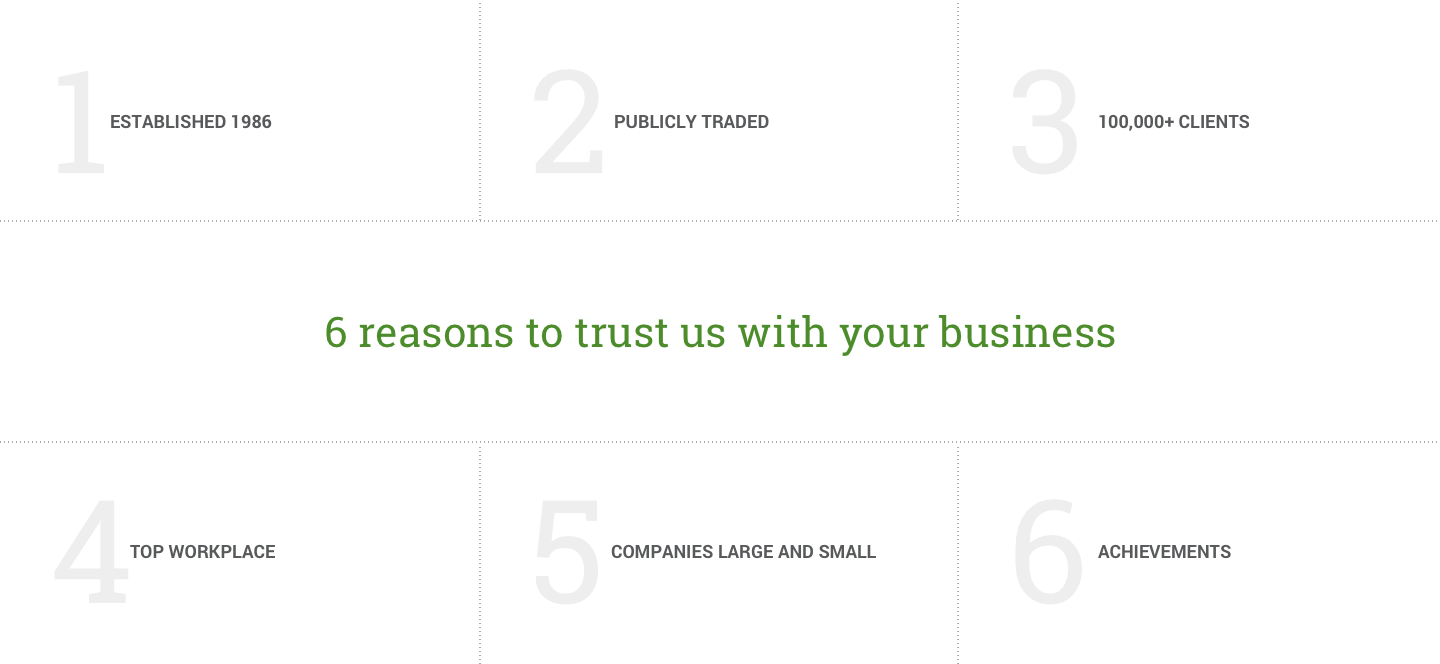 1 ESTABLISHED 1986
2 PUBLICLY TRADED
3 100,000+ CLIENTS
6 reasons to trust us with your business
4 TOP WORKPLACE
5 COMPANIES LARGE AND SMALL
6 ACHIEVEMENTS